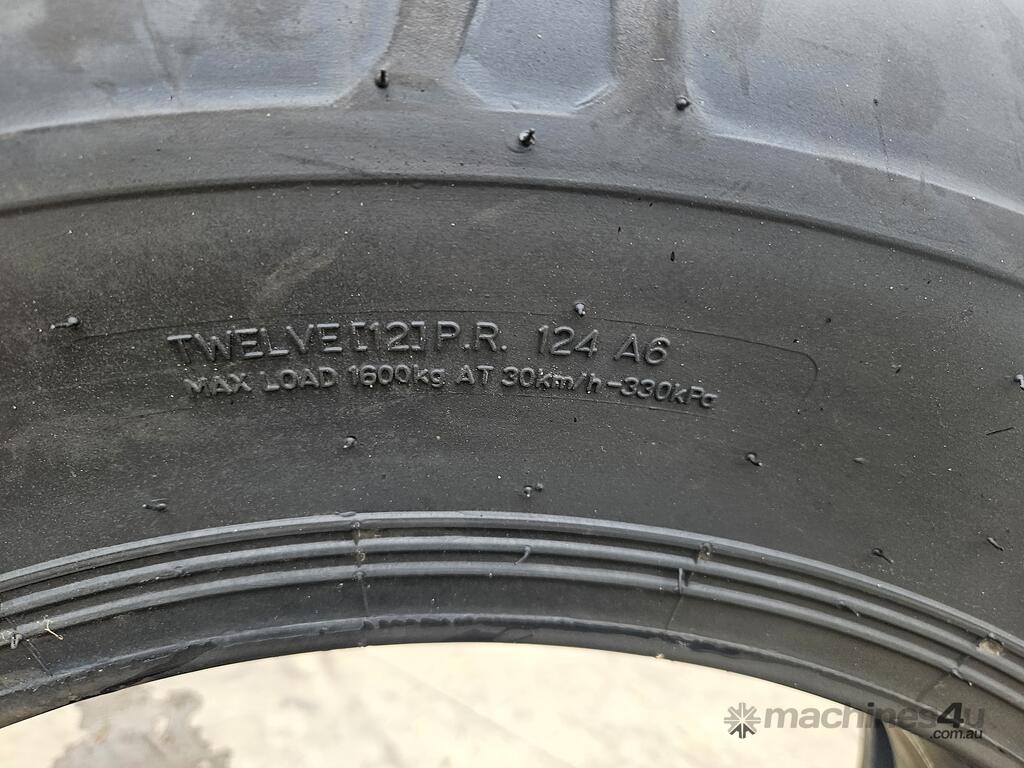 TWELVE [12] P.R. 124 A6
MAX LOAD 1600kg AT 30km/h-330kPa
machines4u
.com.au